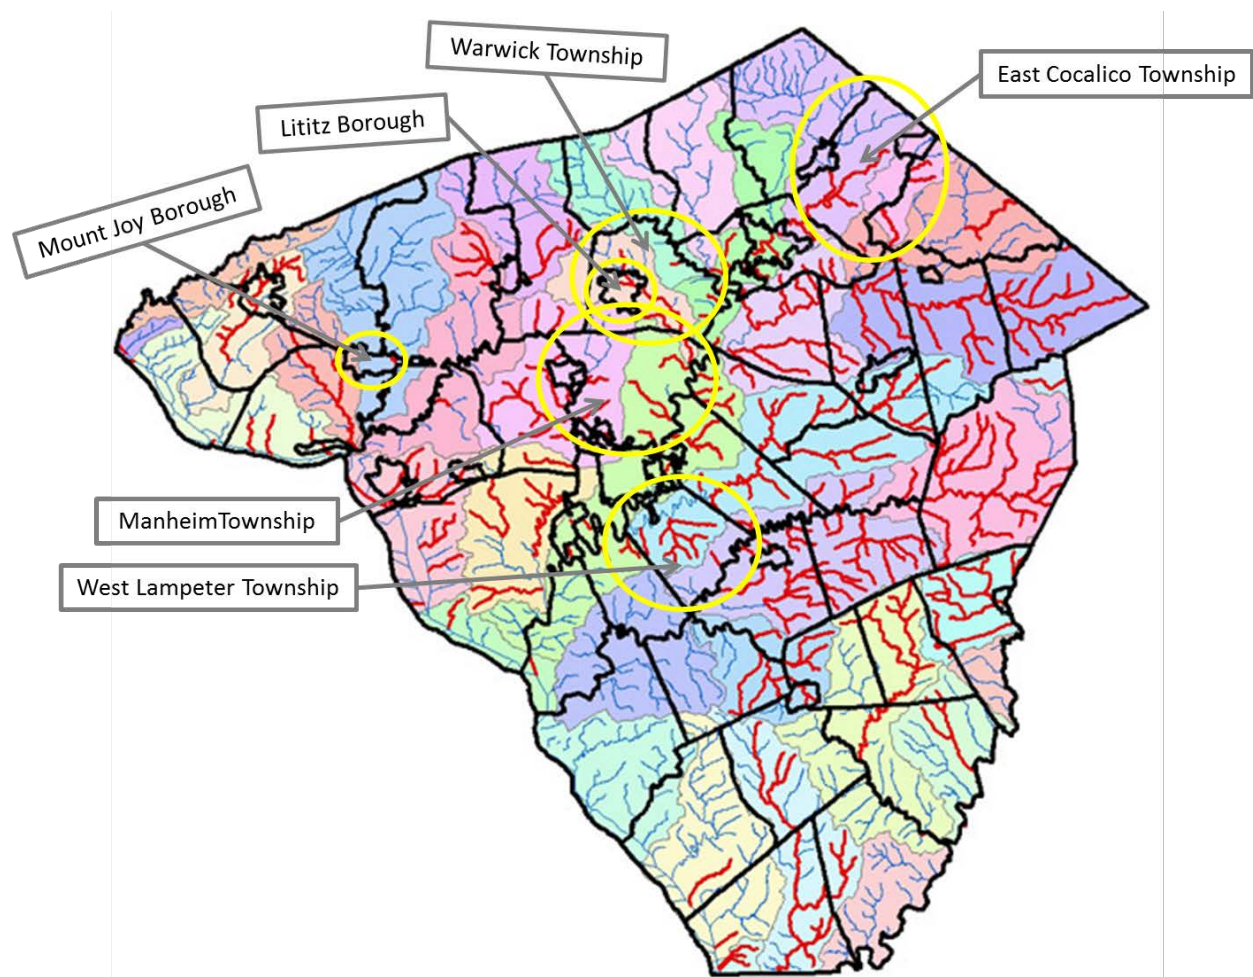 Warwick Township
East Cocalico Township
Lititz Borough
Mount Joy Borough
ManheimTownship
West Lampeter Township